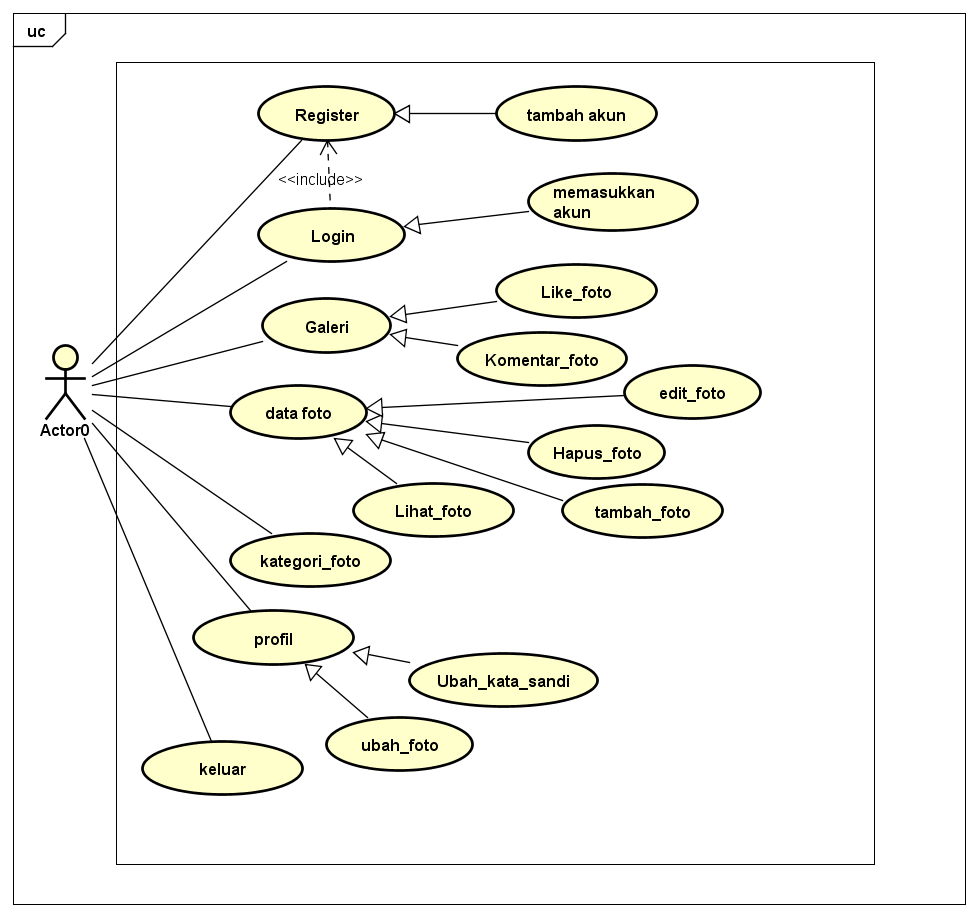 uc
Register
tambah akun
<<include>>
memasukkan
akun
Login
Like_foto
Galeri
Komentar_foto
edit_foto
data foto
Actor0
Hapus_foto
Lihat_foto
tambah_foto
kategori_foto
profil
Ubah_kata_sandi
ubah_foto
keluar